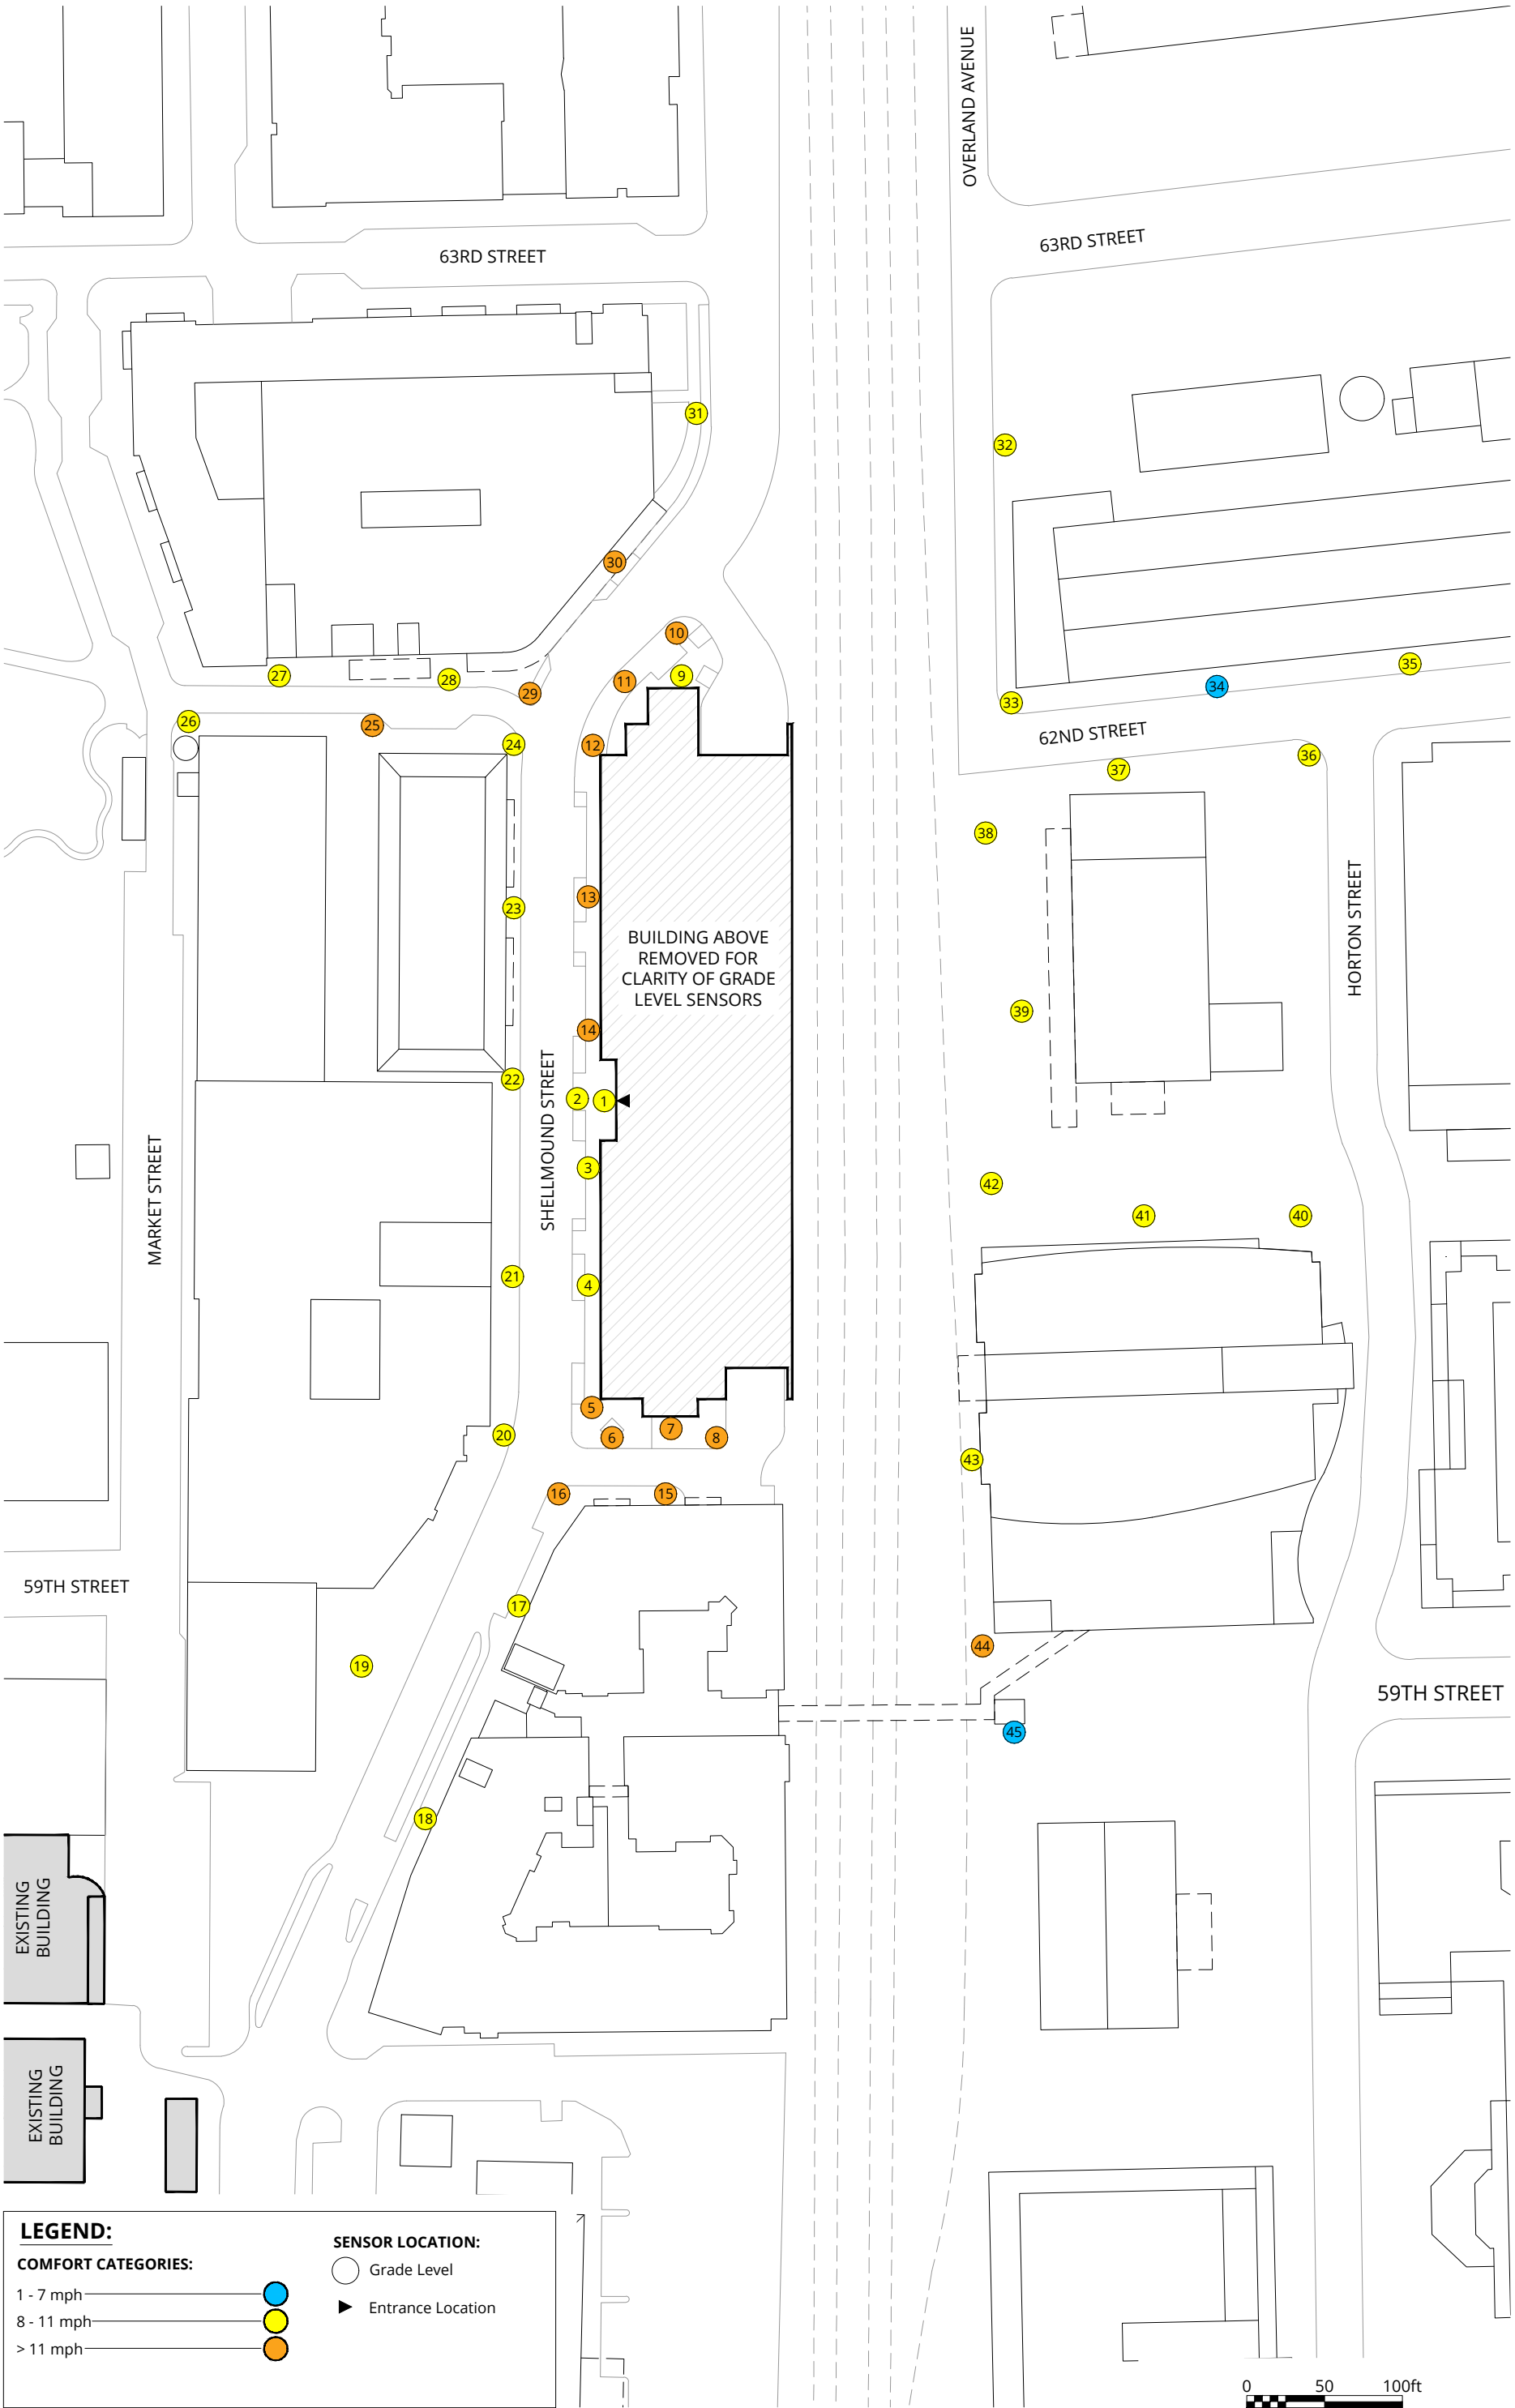 OVERLAND AVENUE
63RD STREET
63RD STREET
31
32
30
10
35
9
27
28
11
34
29
33
26
25
62ND STREET
24
12
36
37
38
13
23
HORTON STREET
BUILDING ABOVE
REMOVED FOR
CLARITY OF GRADE
LEVEL SENSORS
39
14
22
2
1
SHELLMOUND STREET
3
MARKET STREET
42
41
40
21
4
5
20
6
7
8
43
16
15
59TH STREET
17
44
19
59TH STREET
45
18
EXISTING
BUILDING
EXISTING
BUILDING
LEGEND:
COMFORT CATEGORIES:
1 - 7 mph
8 - 11 mph
> 11 mph
SENSOR LOCATION:
Grade Level
Entrance Location
0 50 100ft